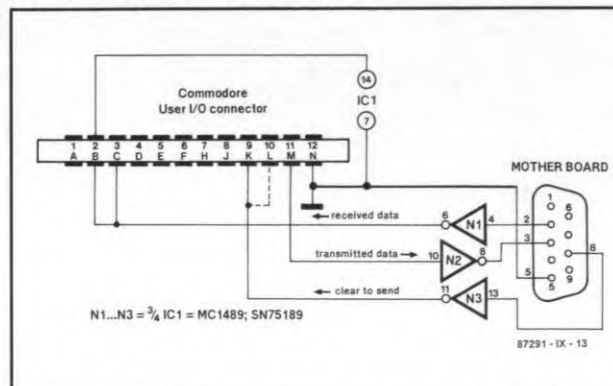 Commodore
User I/O connector
14
IC1
7
1 2 3 4 5 6 7 8 9 10 11 12
A B C D E F H J K L M N
MOTHER BOARD
received data
6 N1 4
2
1
6
transmitted data
10 N2 8
3
8
clear to send
11 N3 13
5
5
9
N1...N3 = ¾ IC1 = MC1489; SN75189
87291 - IX - 13